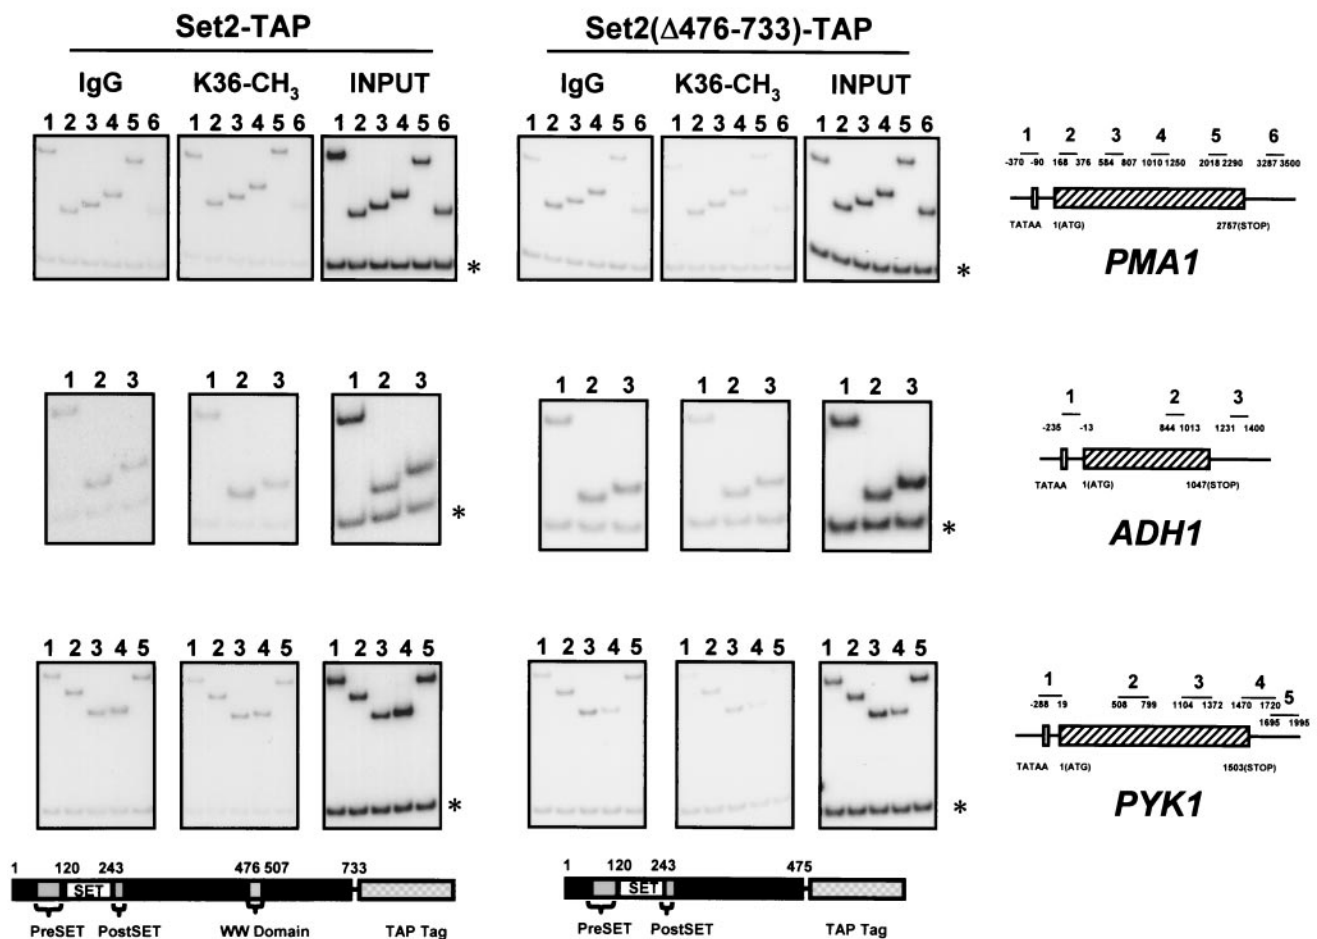 Set2-TAP
Set2(Δ476-733)-TAP
IgG K36-CH3 INPUT
IgG K36-CH3 INPUT
1 2 3 4 5 6 1 2 3 4 5 6 1 2 3 4 5 6
1 2 3 4 5 6 1 2 3 4 5 6 1 2 3 4 5 6
*
*
1 2 3 4 5 6
-370 -90 168 376 584 807 1010 1250 2018 2290 3287 3500
TATAA 1(ATG) 2757(STOP)
PMA1
1 2 3 1 2 3 1 2 3
1 2 3 1 2 3 1 2 3
*
*
1 2 3
-235 -13 844 1013 1231 1400
TATAA 1(ATG) 1047(STOP)
ADH1
1 2 3 4 5 1 2 3 4 5 1 2 3 4 5
1 2 3 4 5 1 2 3 4 5 1 2 3 4 5
*
*
1 2 3 4 5
-288 19 508 799 1104 1372 1470 1720
1695 1995
TATAA 1(ATG) 1503(STOP)
PYK1
1 120 243 476 507 733
SET
PreSET PostSET WW Domain TAP Tag
1 120 243 475
SET
PreSET PostSET TAP Tag